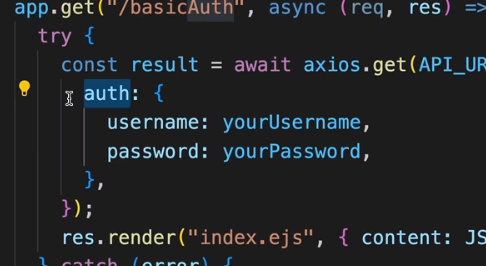 app.get("/basicAuth", async (req, res) =>
try {
const result = await axios.get(API_UR
auth: {
username: yourUsername,
password: yourPassword,
},
});
res.render("index.ejs", { content: JS
} catch (error) {